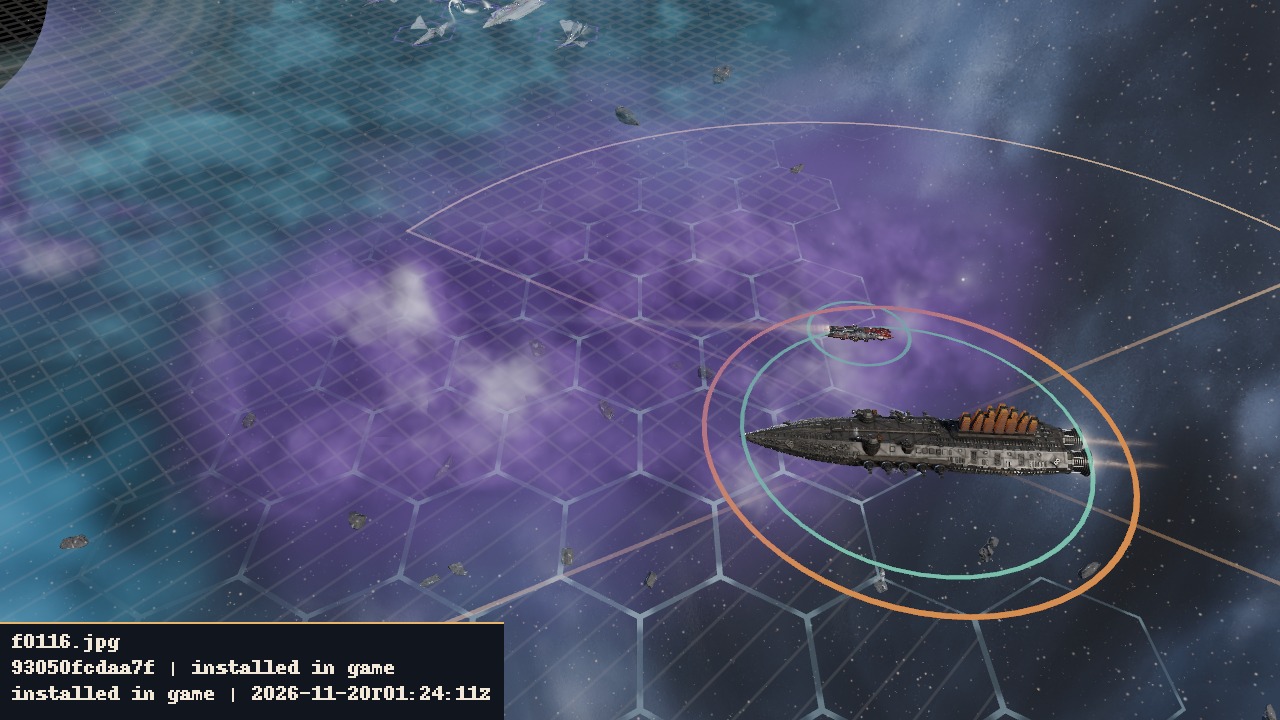 f0116.jpg
93050fcdaa7f | installed in game
installed in game | 2026-11-20T01:24:11Z